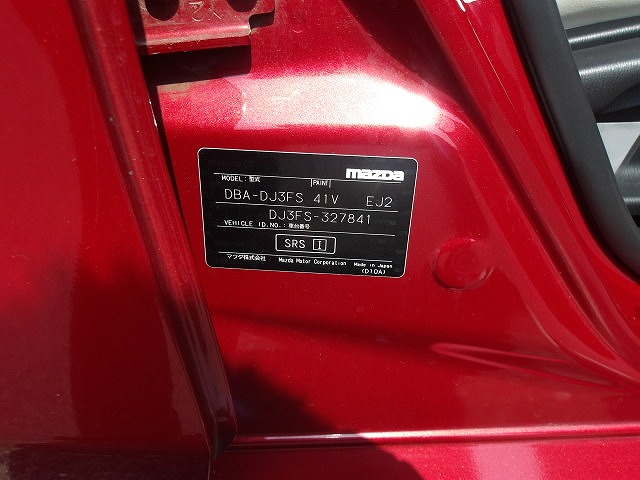 mazda
MODEL:型式 PAINT
DBA-DJ3FS 41V EJ2
DJ3FS-327841
VEHICLE ID.NO.:車台番号
SRS I
マツダ株式会社 Mazda Motor Corporation Made in Japan
(D10A)